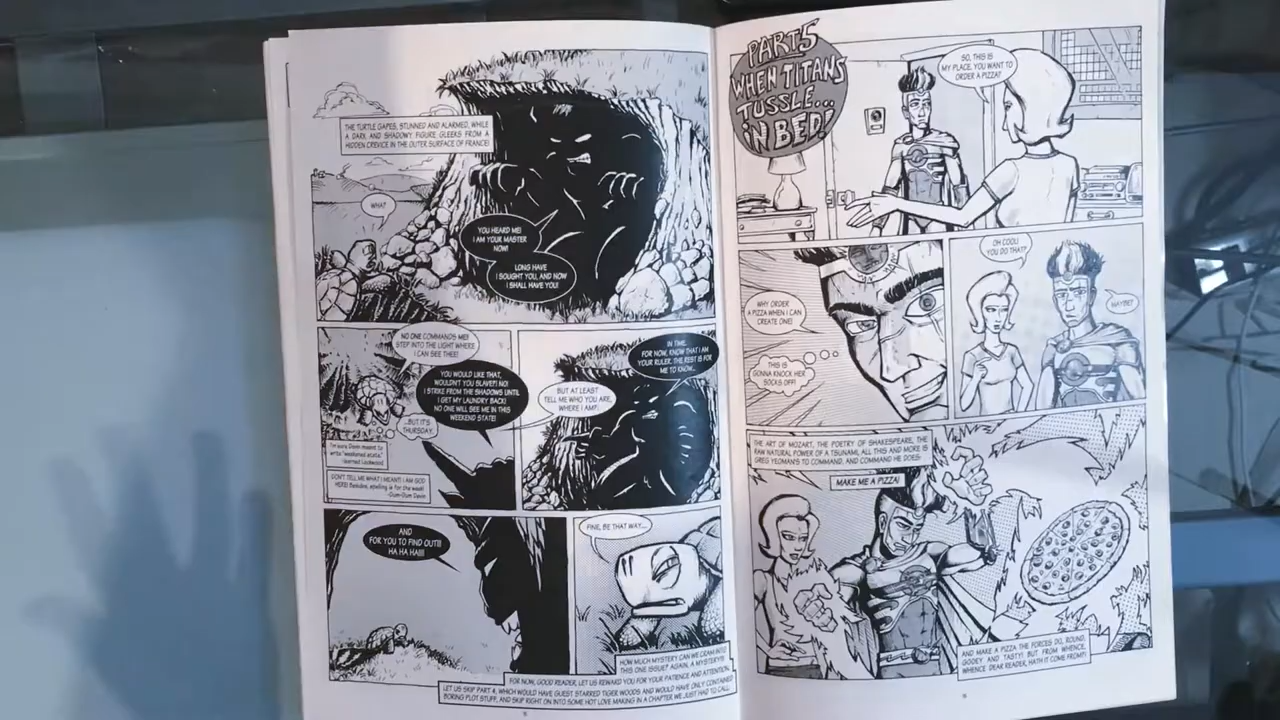 THE TURTLE GAPES, STUNNED AND ALARMED, WHILE
A DARK AND SHADOWY FIGURE GLEEKS FROM A
HIDDEN CREVICE IN THE OUTER SURFACE OF FRANCE!
WHAT
YOU HEARD ME!
I AM YOUR MASTER
NOW!
LONG HAVE
I SOUGHT YOU, AND NOW
I SHALL HAVE YOU!
NO ONE COMMANDS ME!
STEP INTO THE LIGHT WHERE
I CAN SEE THEE!
YOU WOULD LIKE THAT,
WOULDN'T YOU SLAVE?! NO!
I STRIKE FROM THE SHADOWS UNTIL
I GET MY LAUNDRY BACK!
NO ONE WILL SEE ME IN THIS
WEEKEND STATE!
...BUT IT'S
THURSDAY.
I'm sure Davin meant to
write "weakened state."
DON'T TELL ME WHAT I MEANT! I AM GOD
HERE! Besides, spelling is for the weak!
IN TIME.
FOR NOW, KNOW THAT I AM
YOUR RULER. THE REST IS FOR
ME TO KNOW...
BUT AT LEAST
TELL ME WHO YOU ARE,
WHERE I AM?
AND
FOR YOU TO FIND OUT!!!
HA HA HA!!!
FINE, BE THAT WAY...
HOW MUCH MYSTERY CAN WE CRAM INTO
THIS ONE ISSUE? AGAIN, A MYSTERY!
FOR NOW, GOOD READER, LET US REWARD YOU FOR YOUR PATIENCE AND ATTENTION,
LET US SKIP PART 4, WHICH WOULD HAVE GUEST STARRED TIGER WOODS AND WOULD HAVE ONLY CONTAINED
BORING PLOT STUFF, AND SKIP RIGHT ON INTO SOME HOT LOVE MAKING IN A CHAPTER WE JUST HAD TO CALL:
PART 5
WHEN TITANS
TUSSLE...
IN BED!
SO, THIS IS
MY PLACE. YOU WANT TO
ORDER A PIZZA?
WHY ORDER
A PIZZA WHEN I CAN
CREATE ONE!
THIS IS
GONNA KNOCK HER
SOCKS OFF!
OH COOL!
YOU DO THAT?
MAYBE?
THE ART OF MOZART, THE POETRY OF SHAKESPEARE, THE
RAW NATURAL POWER OF A TSUNAMI, ALL THIS AND MORE IS
GREG YEOMAN'S TO COMMAND. AND COMMAND HE DOES:
MAKE ME A PIZZA!
AND MAKE A PIZZA THE FORCES DO, ROUND,
GOOEY AND TASTY! BUT FROM WHENCE,
WHENCE DEAR READER, HATH IT COME FROM?!